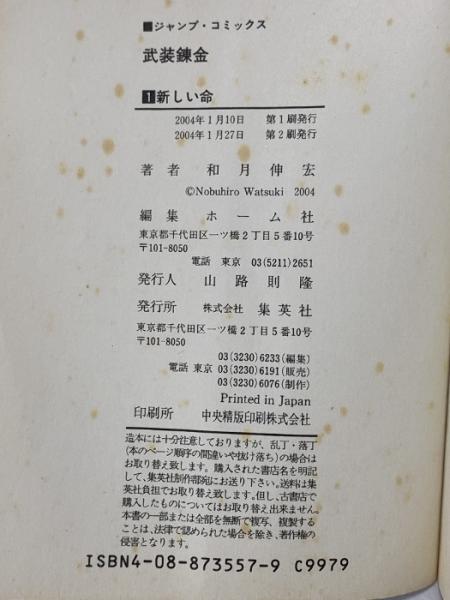 ■ジャンプ・コミックス
武装錬金
1新しい命
2004年1月10日 第1刷発行
2004年1月27日 第2刷発行
著者 和月伸宏
©Nobuhiro Watsuki 2004
編集 ホーム社
東京都千代田区一ツ橋2丁目5番10号
〒101-8050
電話 東京 03(5211)2651
発行人 山路則隆
発行所 株式会社 集英社
東京都千代田区一ツ橋2丁目5番10号
〒101-8050
03(3230)6233(編集)
電話 東京 03(3230)6191(販売)
03(3230)6076(制作)
Printed in Japan
印刷所 中央精版印刷株式会社
造本には十分注意しておりますが、乱丁・落丁
(本のページ順序の間違いや抜け落ち)の場合は
お取り替え致します。購入された書店名を明記
して、集英社制作部宛にお送り下さい。送料は集
英社負担でお取り替え致します。但し、古書店で
購入したものについてはお取り替え出来ません。
本書の一部または全部を無断で複写、複製する
ことは、法律で認められた場合を除き、著作権の
侵害となります。
ISBN4-08-873557-9 C9979